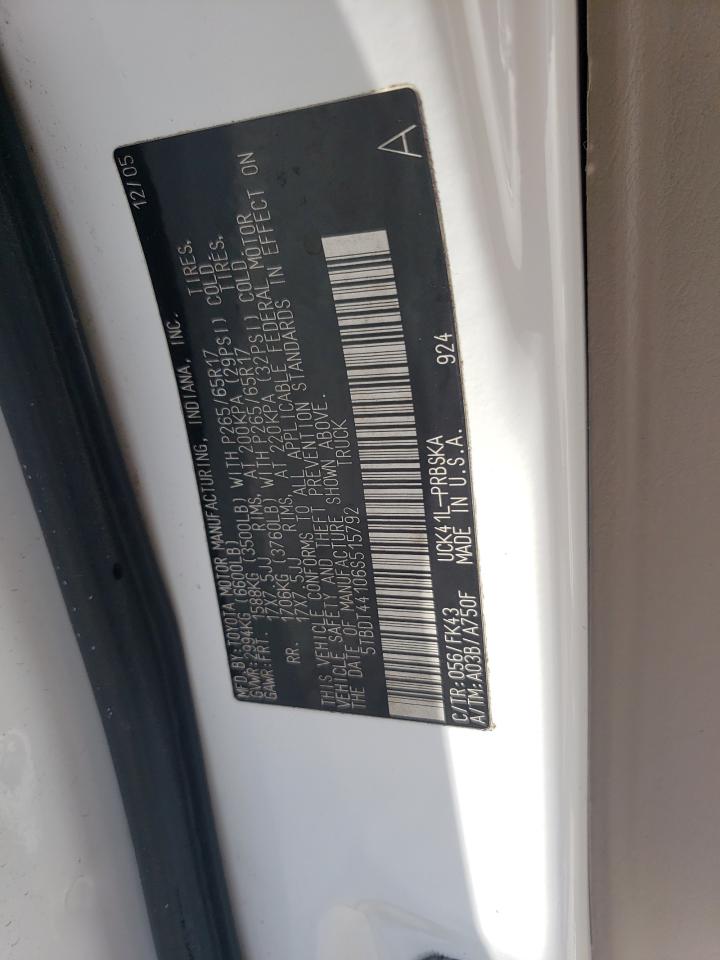 MFD.BY:TOYOTA MOTOR MANUFACTURING, INDIANA, INC. 12/05
GVWR:2994KG (6600LB)
GAWR:FRT. 1588KG (3500LB) WITH P265/65R17 TIRES.
17X7.5JJ RIMS. AT 200KPA (29PSI) COLD.
RR. 1706KG (3760LB) WITH P265/65R17 TIRES.
17X7.5JJ RIMS. AT 220KPA (32PSI) COLD.
THIS VEHICLE CONFORMS TO ALL APPLICABLE FEDERAL MOTOR
VEHICLE SAFETY AND THEFT PREVENTION STANDARDS IN EFFECT ON
THE DATE OF MANUFACTURE SHOWN ABOVE.
5TBDT44106S515792 TRUCK
A
C/TR:056/FK43 UCK41L-PRBSKA 924
A/TM:A03B/A750F MADE IN U.S.A.